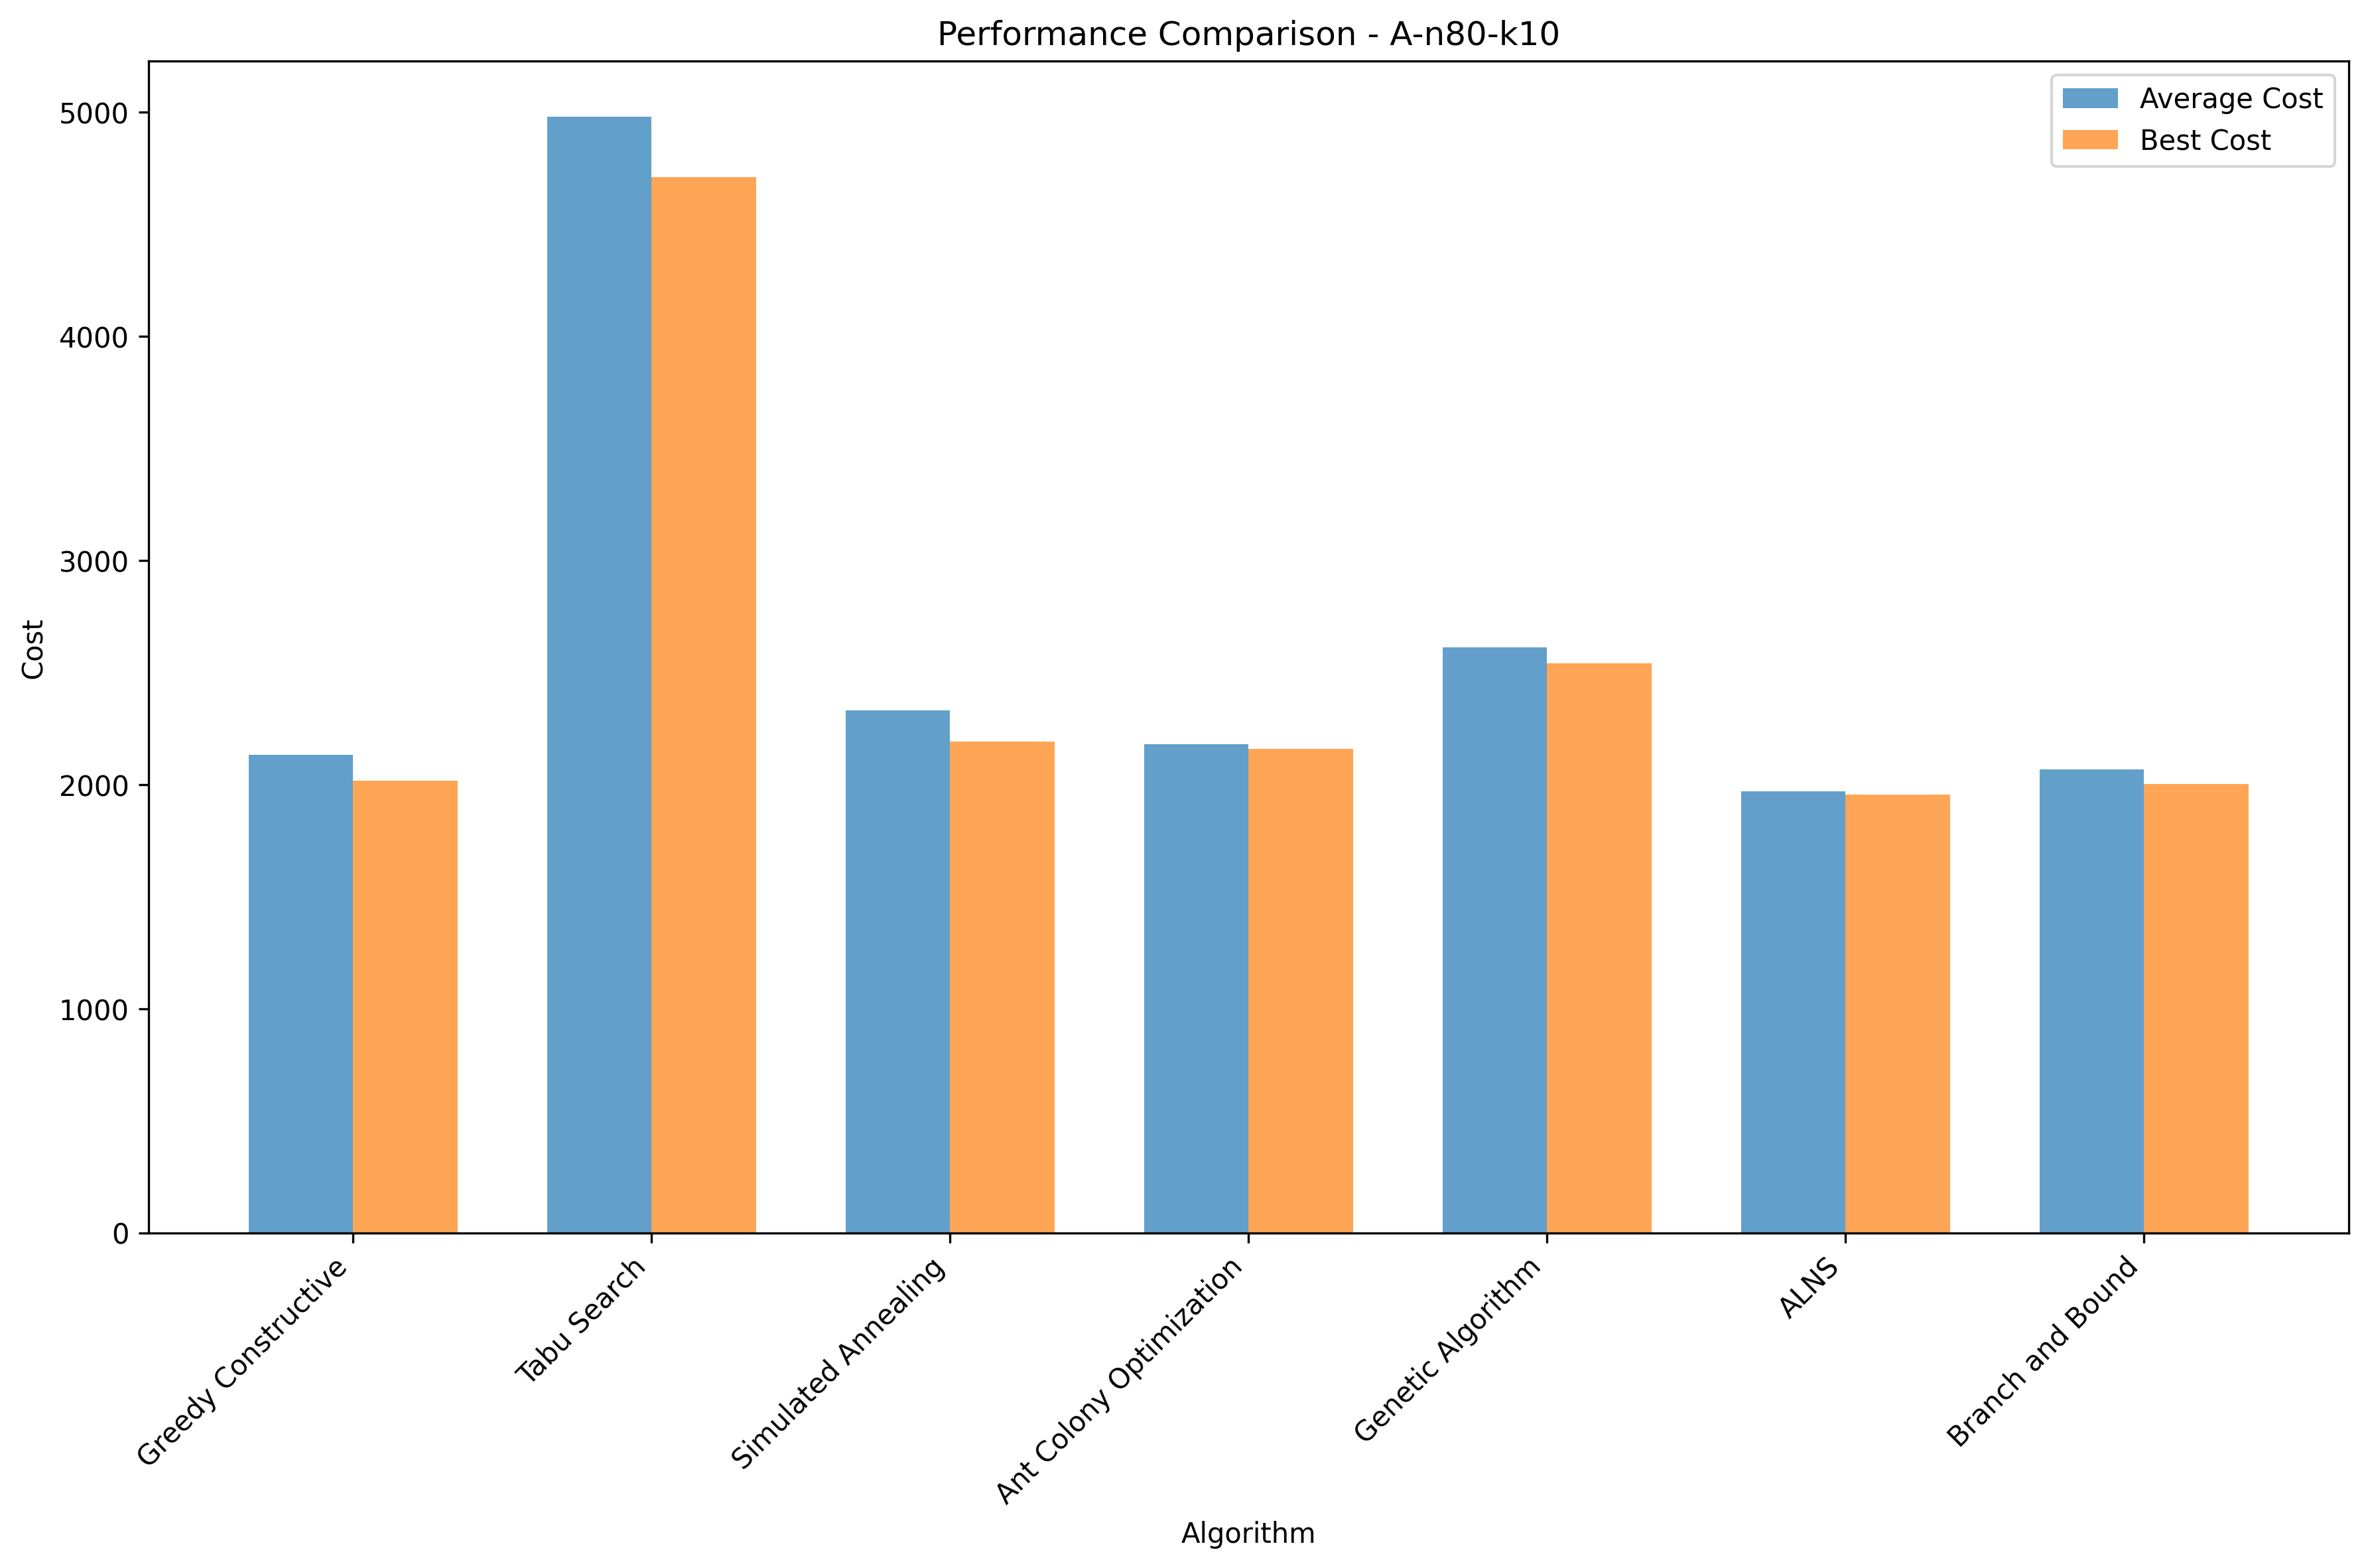 Performance Comparison - A-n80-k10
Average Cost
Best Cost
5000
4000
3000
2000
1000
0
Cost
Greedy Constructive
Tabu Search
Simulated Annealing
Ant Colony Optimization
Genetic Algorithm
ALNS
Branch and Bound
Algorithm